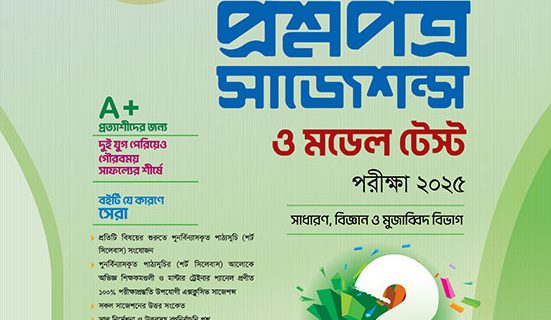 প্রশ্নপত্র
সাজেশন্স
ও মডেল টেস্ট
পরীক্ষা ২০২৫
সাধারণ, বিজ্ঞান ও মুজাব্বিদ বিভাগ
A+
প্রত্যাশীদের জন্য
দুই যুগ পেরিয়েও
গৌরবময়
সাফল্যের শীর্ষে
বইটি যে কারণে
সেরা
প্রতিটি বিষয়ের শুরুতে পুনর্বিন্যাসকৃত পাঠ্যসূচি (শর্ট
সিলেবাস) সংযোজন
পুনর্বিন্যাসকৃত পাঠ্যসূচির (শর্ট সিলেবাস) আলোকে
অভিজ্ঞ শিক্ষকমণ্ডলী ও মাস্টার ট্রেইনার প্যানেল প্রণীত
১০০% পরীক্ষাপ্রস্তুতি উপযোগী এক্সক্লুসিভ সাজেশন্স
সকল সাজেশনের উত্তর সংকেত